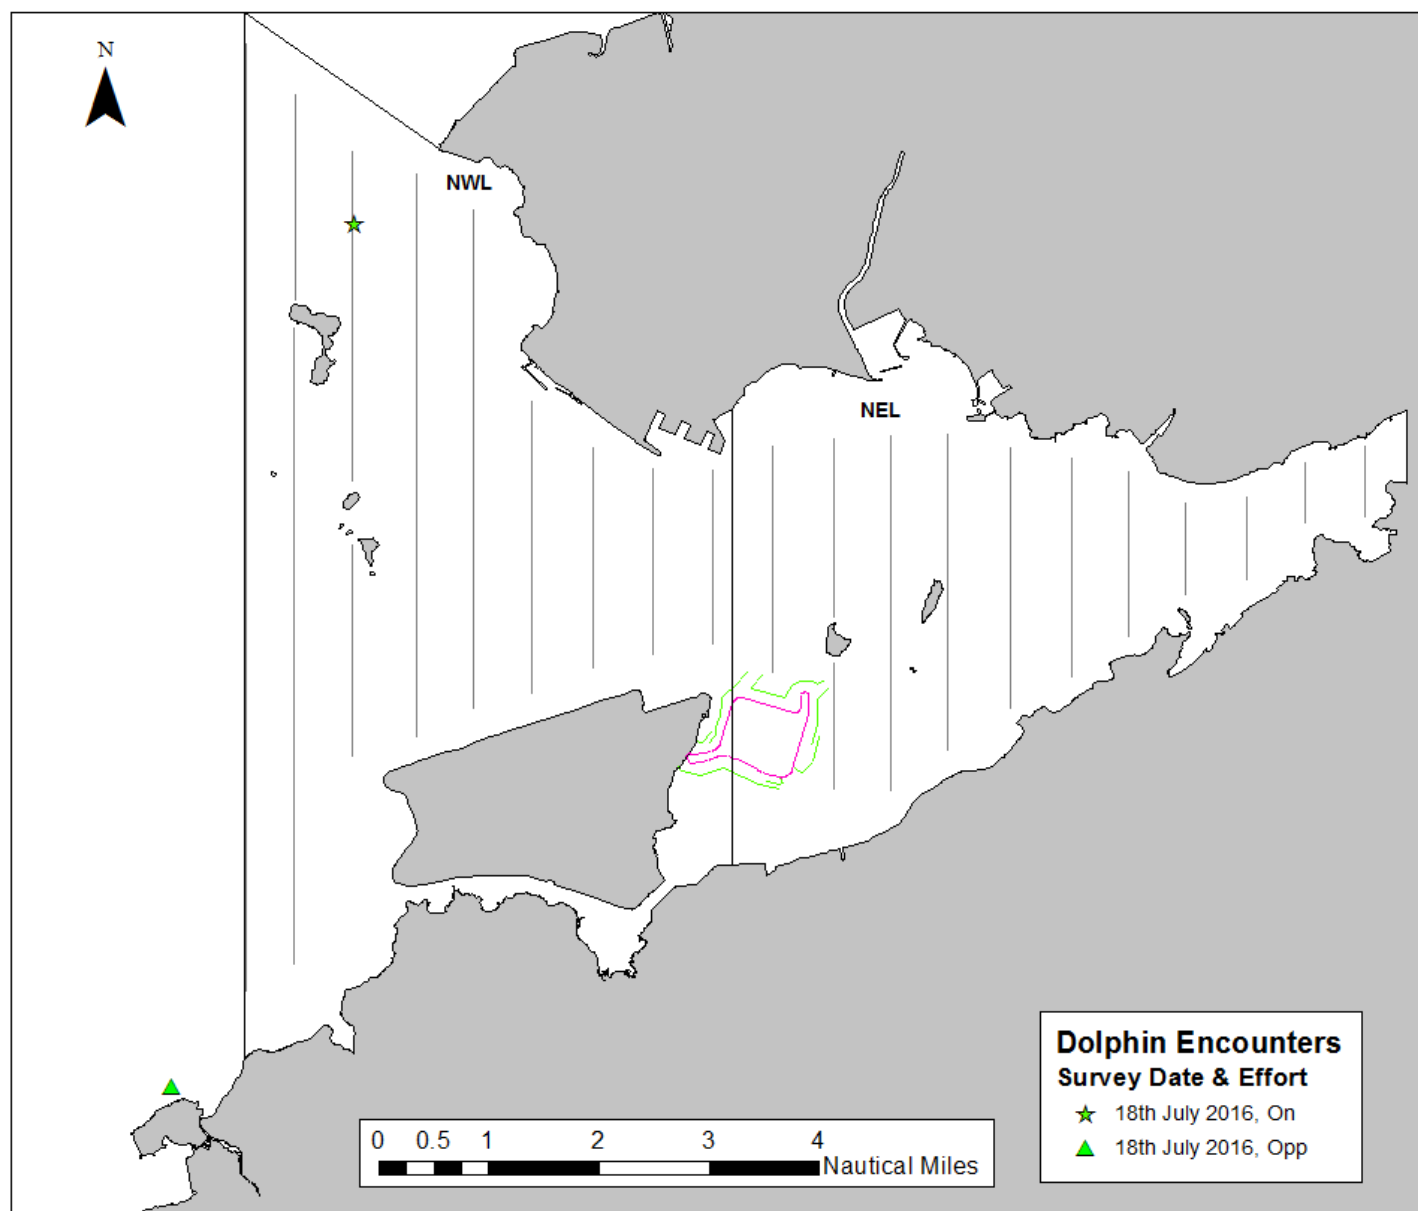 N
NWL
NEL
Dolphin Encounters
Survey Date & Effort
18th July 2016, On
18th July 2016, Opp
0 0.5 1 2 3 4
Nautical Miles